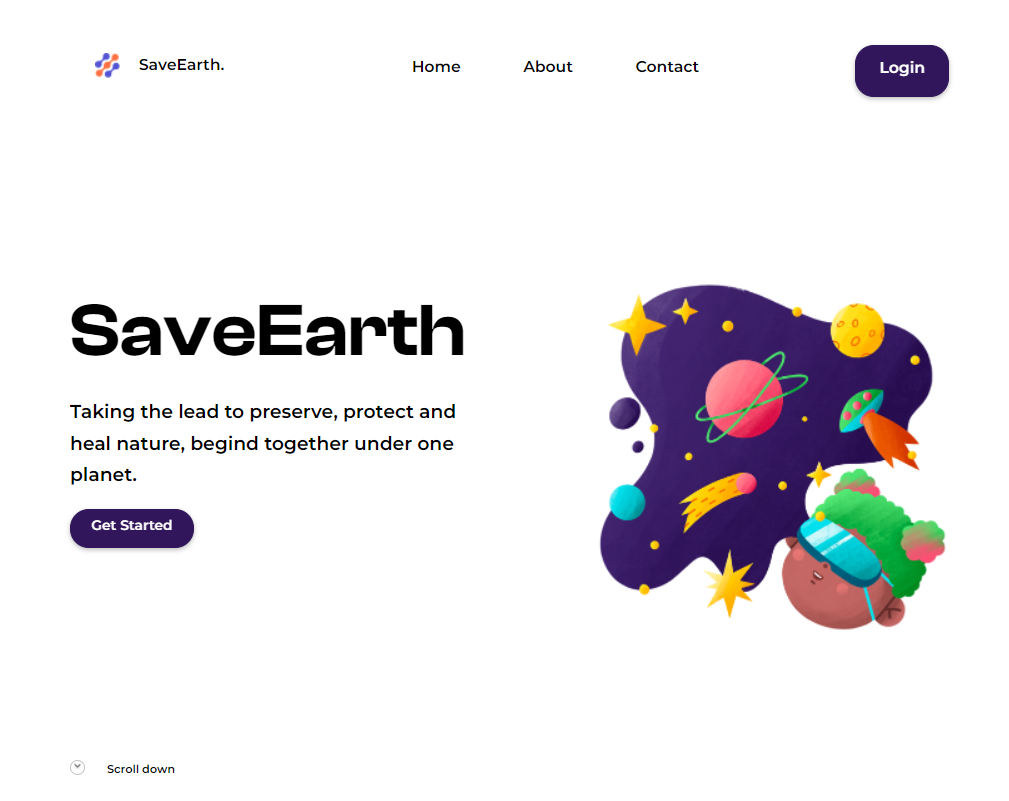 SaveEarth.
Home
About
Contact
Login
SaveEarth
Taking the lead to preserve, protect and
heal nature, begind together under one
planet.
Get Started
Scroll down